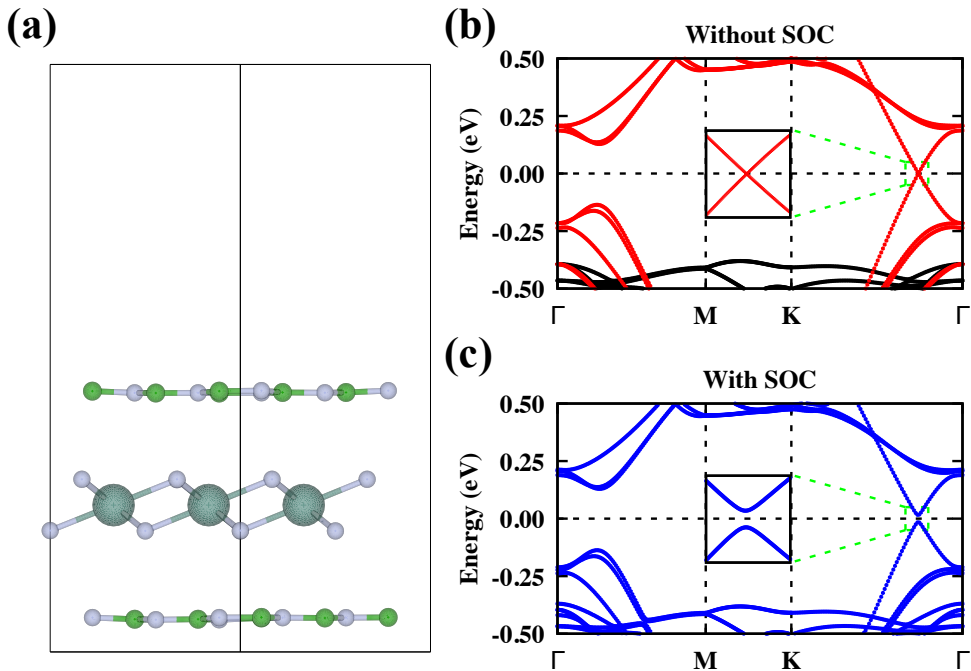 (a)
(b)
Without SOC
Energy (eV)
0.50
0.25
0.00
-0.25
-0.50
Γ M K Γ
(c)
With SOC
Energy (eV)
0.50
0.25
0.00
-0.25
-0.50
Γ M K Γ